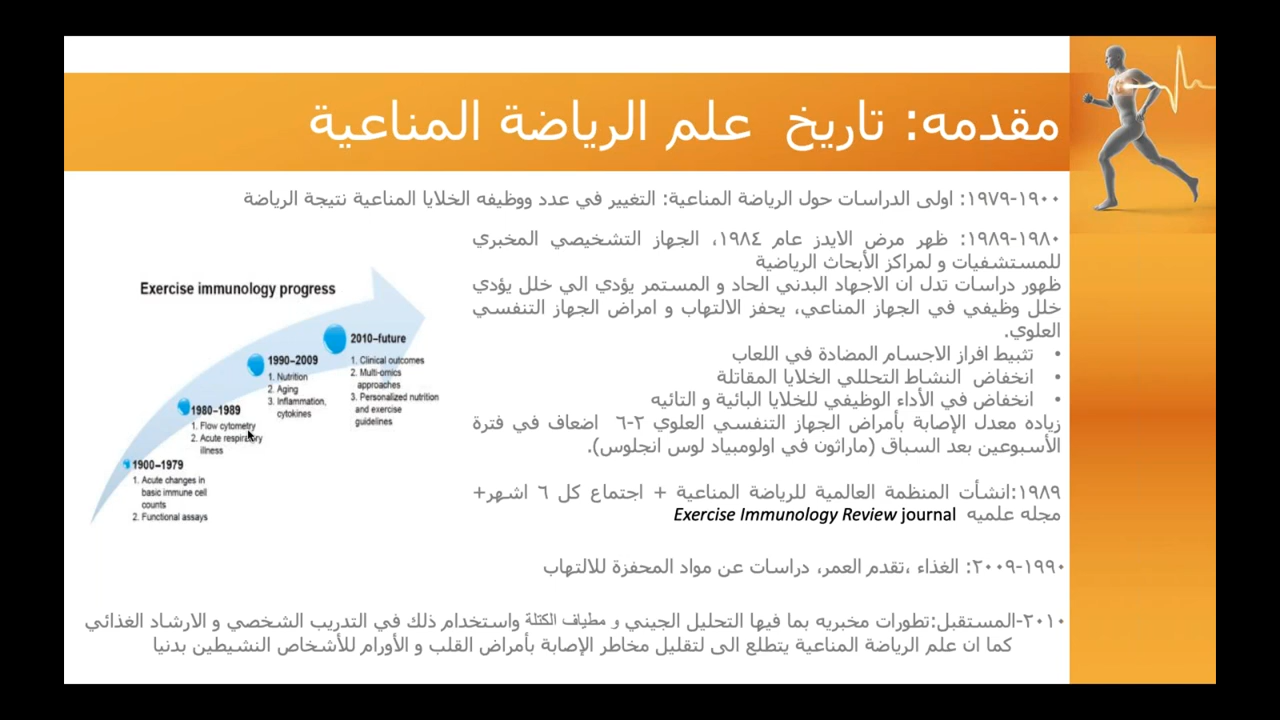 مقدمه: تاريخ علم الرياضة المناعية
١٩٠٠-١٩٧٩: اولى الدراسات حول الرياضة المناعية: التغيير في عدد ووظيفه الخلايا المناعية نتيجة الرياضة
١٩٨٠-١٩٨٩: ظهر مرض الايدز عام ١٩٨٤، الجهاز التشخيصي المخبري
للمستشفيات و لمراكز الأبحاث الرياضية
ظهور دراسات تدل ان الاجهاد البدني الحاد و المستمر يؤدي الي خلل يؤدي
خلل وظيفي في الجهاز المناعي، يحفز الالتهاب و امراض الجهاز التنفسي
العلوي.
• تثبيط افراز الاجسام المضادة في اللعاب
• انخفاض النشاط التحللي الخلايا المقاتلة
• انخفاض في الأداء الوظيفي للخلايا البائية و التائيه
زياده معدل الإصابة بأمراض الجهاز التنفسي العلوي ٢-٦ اضعاف في فترة
الأسبوعين بعد السباق (ماراثون في اولومبياد لوس انجلوس).
١٩٨٩:انشأت المنظمة العالمية للرياضة المناعية + اجتماع كل ٦ اشهر+
مجله علميه Exercise Immunology Review journal
١٩٩٠-٢٠٠٩: الغذاء ،تقدم العمر، دراسات عن مواد المحفزة للالتهاب
٢٠١٠-المستقبل:تطورات مخبريه بما فيها التحليل الجيني و مطياف الكتلة واستخدام ذلك في التدريب الشخصي و الارشاد الغذائي
كما ان علم الرياضة المناعية يتطلع الى لتقليل مخاطر الإصابة بأمراض القلب و الأورام للأشخاص النشيطين بدنيا
Exercise immunology progress
2010–future
1. Clinical outcomes
2. Multi-omics
approaches
3. Personalized nutrition
and exercise
guidelines
1990–2009
1. Nutrition
2. Aging
3. Inflammation,
cytokines
1980–1989
1. Flow cytometry
2. Acute respiratory
illness
1900–1979
1. Acute changes in
basic immune cell
counts
2. Functional assays